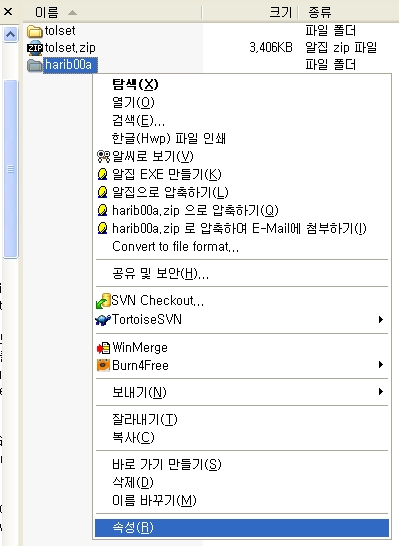 이름 크기 종류
tolset 파일 폴더
tolset.zip 3,406KB 알집 zip 파일
harib00a 파일 폴더
탐색(X)
열기(O)
검색(E)...
한글(Hwp) 파일 인쇄
알씨로 보기(V)
알집 EXE 만들기(K)
알집으로 압축하기(L)
harib00a.zip 으로 압축하기(Q)
harib00a.zip 로 압축하여 E-Mail에 첨부하기(I)
Convert to file format...
공유 및 보안(H)...
SVN Checkout...
TortoiseSVN
WinMerge
Burn4Free
보내기(N)
잘라내기(T)
복사(C)
바로 가기 만들기(S)
삭제(D)
이름 바꾸기(M)
속성(R)